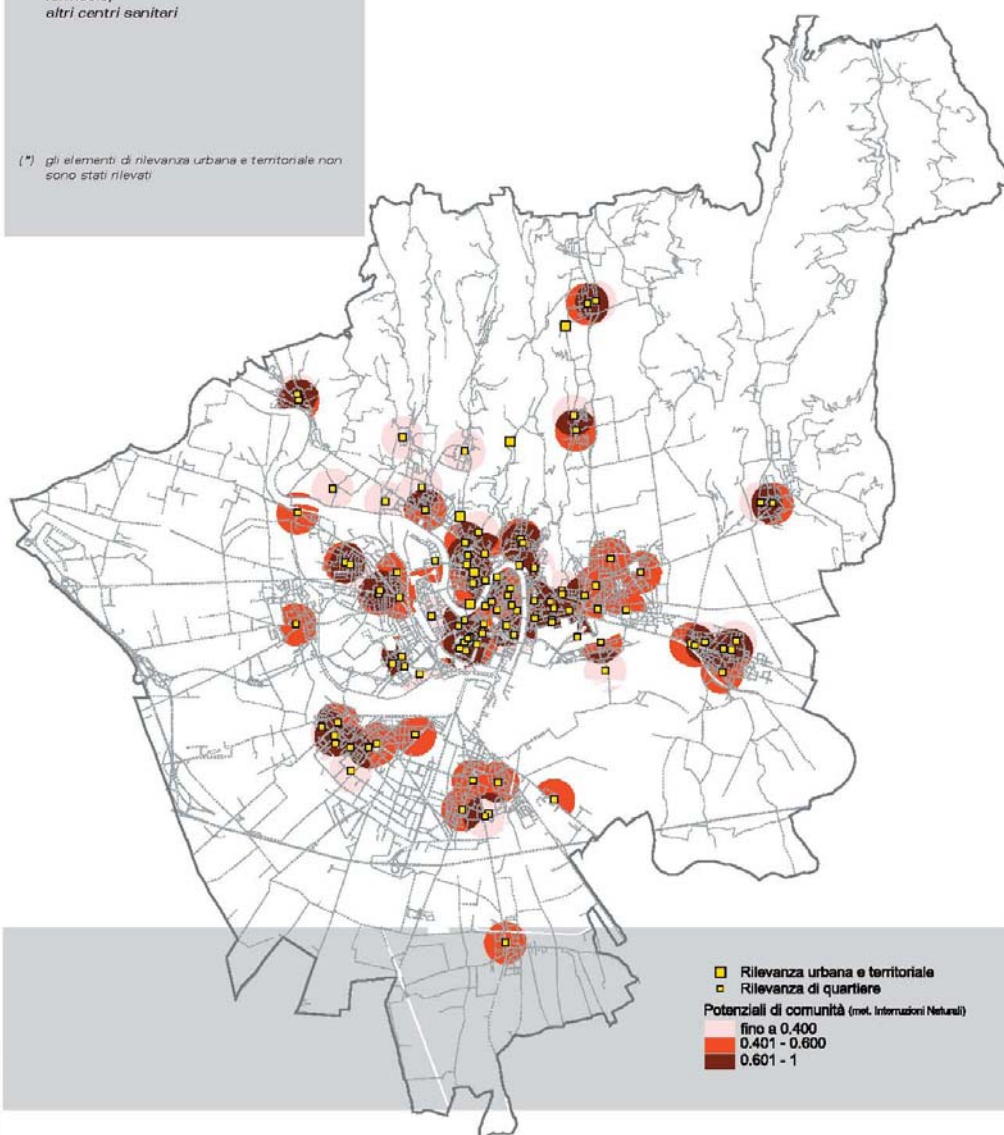 altri centri sanitari
(*) gli elementi di rilevanza urbana e territoriale non
sono stati rilevati
Rilevanza urbana e territoriale
Rilevanza di quartiere
Potenziali di comunità (met. Interruzioni Naturali)
fino a 0.400
0.401 - 0.600
0.601 - 1